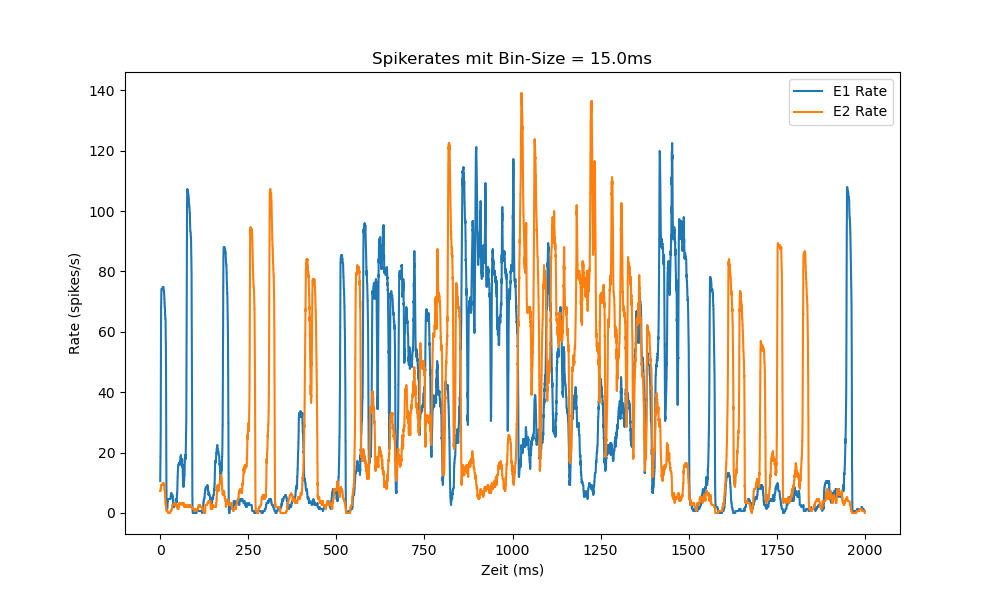 Spikerates mit Bin-Size = 15.0ms
E1 Rate
E2 Rate
Rate (spikes/s)
140
120
100
80
60
40
20
0
0 250 500 750 1000 1250 1500 1750 2000
Zeit (ms)